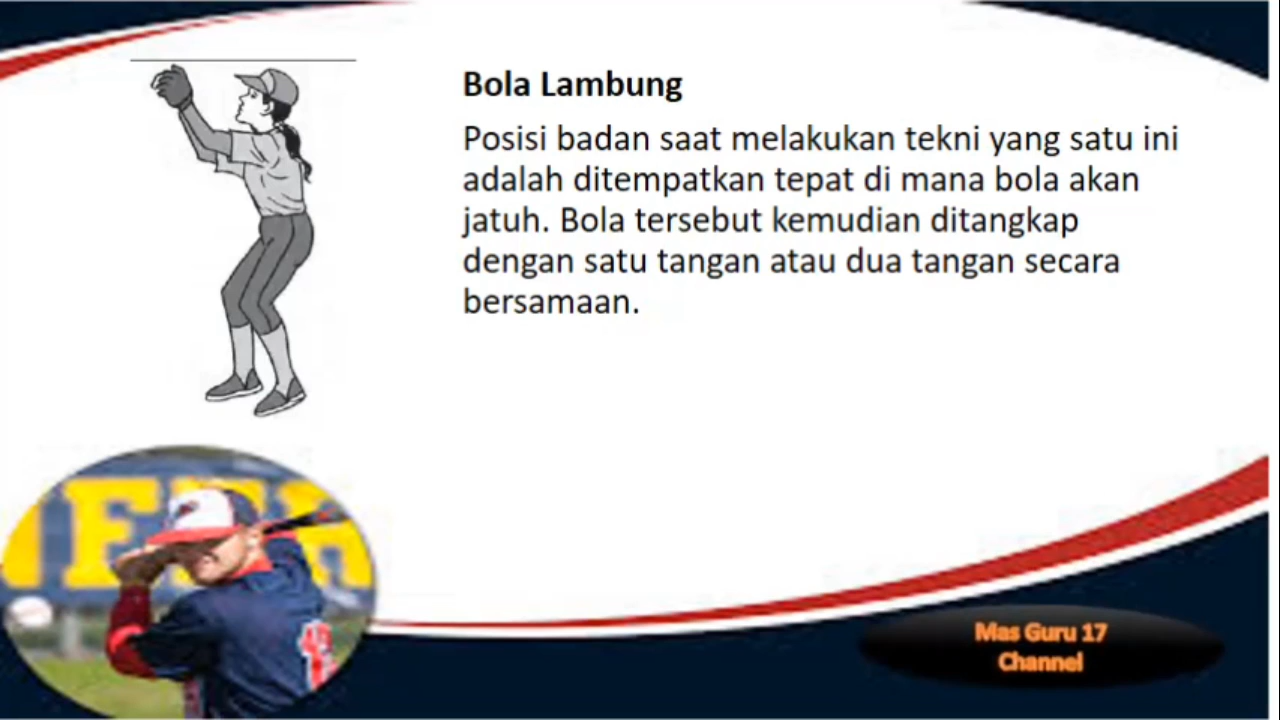 Bola Lambung
Posisi badan saat melakukan tekni yang satu ini
adalah ditempatkan tepat di mana bola akan
jatuh. Bola tersebut kemudian ditangkap
dengan satu tangan atau dua tangan secara
bersamaan.
Mas Guru 17
Channel